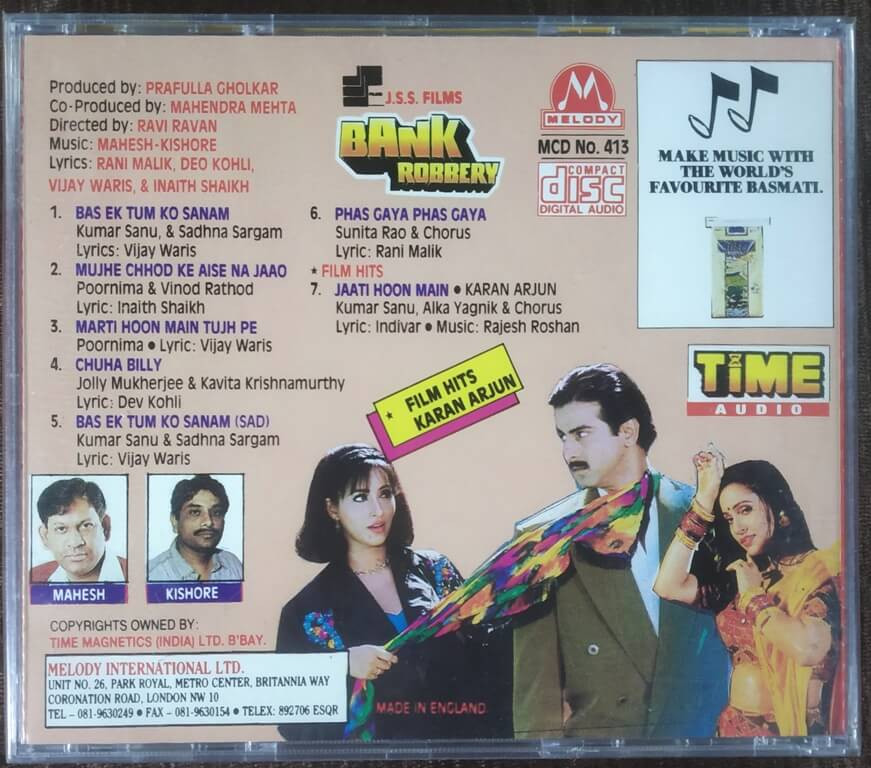 Produced by: PRAFULLA GHOLKAR
Co-Produced by: MAHENDRA MEHTA
Directed by: RAVI RAVAN
Music: MAHESH-KISHORE
Lyrics: RANI MALIK, DEO KOHLI,
VIJAY WARIS, & INAITH SHAIKH
J.S.S. FILMS
BANK
ROBBERY
MELODY
MCD No. 413
COMPACT
disc
DIGITAL AUDIO
MAKE MUSIC WITH
THE WORLD'S
FAVOURITE BASMATI.
1. BAS EK TUM KO SANAM
Kumar Sanu, & Sadhna Sargam
Lyrics: Vijay Waris
2. MUJHE CHHOD KE AISE NA JAAO
Poornima & Vinod Rathod
Lyric: Inaith Shaikh
3. MARTI HOON MAIN TUJH PE
Poornima • Lyric: Vijay Waris
4. CHUHA BILLY
Jolly Mukherjee & Kavita Krishnamurthy
Lyric: Dev Kohli
5. BAS EK TUM KO SANAM (SAD)
Kumar Sanu & Sadhna Sargam
Lyric: Vijay Waris
6. PHAS GAYA PHAS GAYA
Sunita Rao & Chorus
Lyric: Rani Malik
★ FILM HITS
7. JAATI HOON MAIN • KARAN ARJUN
Kumar Sanu, Alka Yagnik & Chorus
Lyric: Indivar • Music: Rajesh Roshan
★ FILM HITS
KARAN ARJUN
TIME
AUDIO
MAHESH
KISHORE
COPYRIGHTS OWNED BY:
TIME MAGNETICS (INDIA) LTD. B'BAY.
MELODY INTERNATIONAL LTD.
UNIT NO. 26, PARK ROYAL, METRO CENTER, BRITANNIA WAY
CORONATION ROAD, LONDON NW 10
TEL – 081-9630249 • FAX – 081-9630154 • TELEX: 892706 ESQR
MADE IN ENGLAND